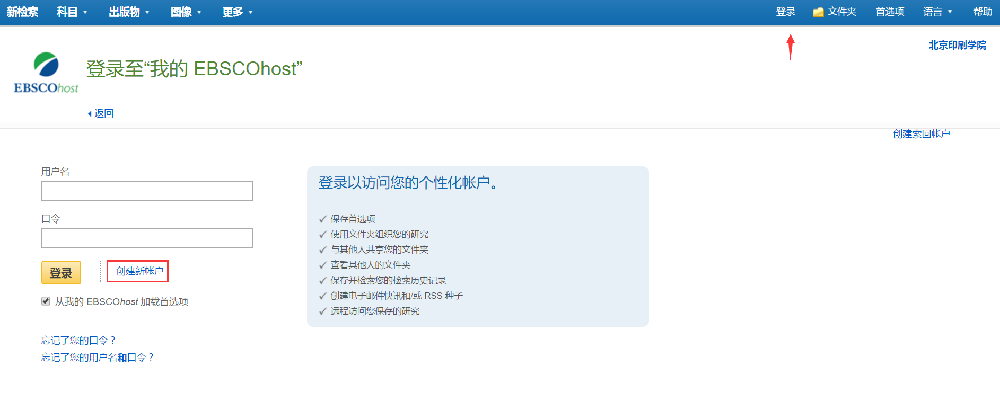 新检索 科目 出版物 图像 更多 登录 文件夹 首选项 语言 帮助
北京印刷学院
EBSCOhost
登录至“我的 EBSCOhost”
返回
创建索回帐户
用户名
口令
登录 创建新帐户
从我的 EBSCOhost 加载首选项
忘记了您的口令？
忘记了您的用户名和口令？
登录以访问您的个性化帐户。
保存首选项
使用文件夹组织您的研究
与其他人共享您的文件夹
查看其他人的文件夹
保存并检索您的检索历史记录
创建电子邮件快讯和/或 RSS 种子
远程访问您保存的研究